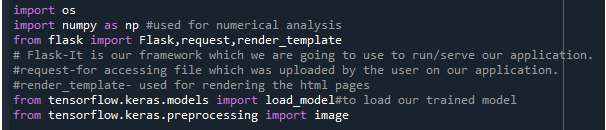 import os
import numpy as np #used for numerical analysis
from flask import Flask,request,render_template
# Flask-It is our framework which we are going to use to run/serve our application.
#request-for accessing file which was uploaded by the user on our application.
#render_template- used for rendering the html pages
from tensorflow.keras.models import load_model#to load our trained model
from tensorflow.keras.preprocessing import image